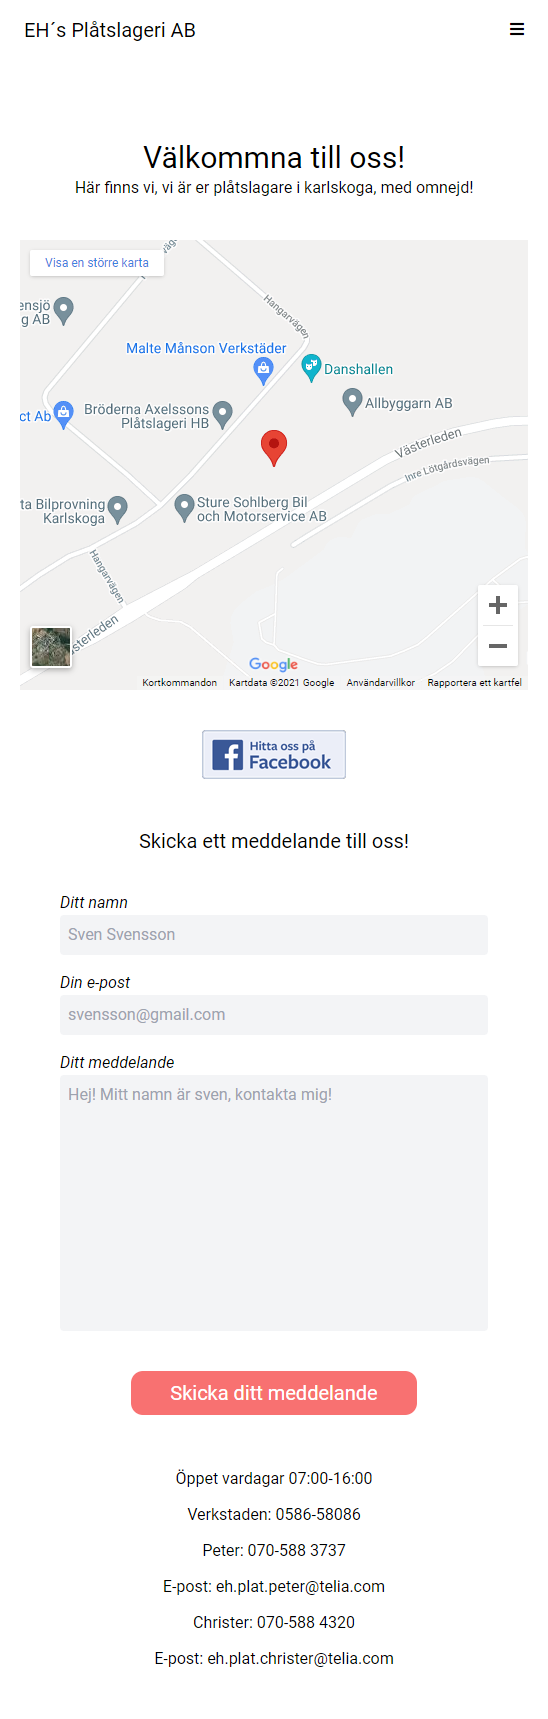 EH´s Plåtslageri AB
Välkommna till oss!
Här finns vi, vi är er plåtslagare i karlskoga, med omnejd!
Visa en större karta
Hangarvägen
ensjö
g AB
Malte Månson Verkstäder
Danshallen
ct Ab
Bröderna Axelssons
Plåtslageri HB
Allbyggarn AB
Västerleden
Inre Lötgårdsvägen
ta Bilprovning
Karlskoga
Sture Sohlberg Bil
och Motorservice AB
Hangarvägen
sterleden
Google
Kortkommandon Kartdata ©2021 Google Användarvillkor Rapportera ett kartfel
Hitta oss på
Facebook
Skicka ett meddelande till oss!
Ditt namn
Sven Svensson
Din e-post
svensson@gmail.com
Ditt meddelande
Hej! Mitt namn är sven, kontakta mig!
Skicka ditt meddelande
Öppet vardagar 07:00-16:00
Verkstaden: 0586-58086
Peter: 070-588 3737
E-post: eh.plat.peter@telia.com
Christer: 070-588 4320
E-post: eh.plat.christer@telia.com